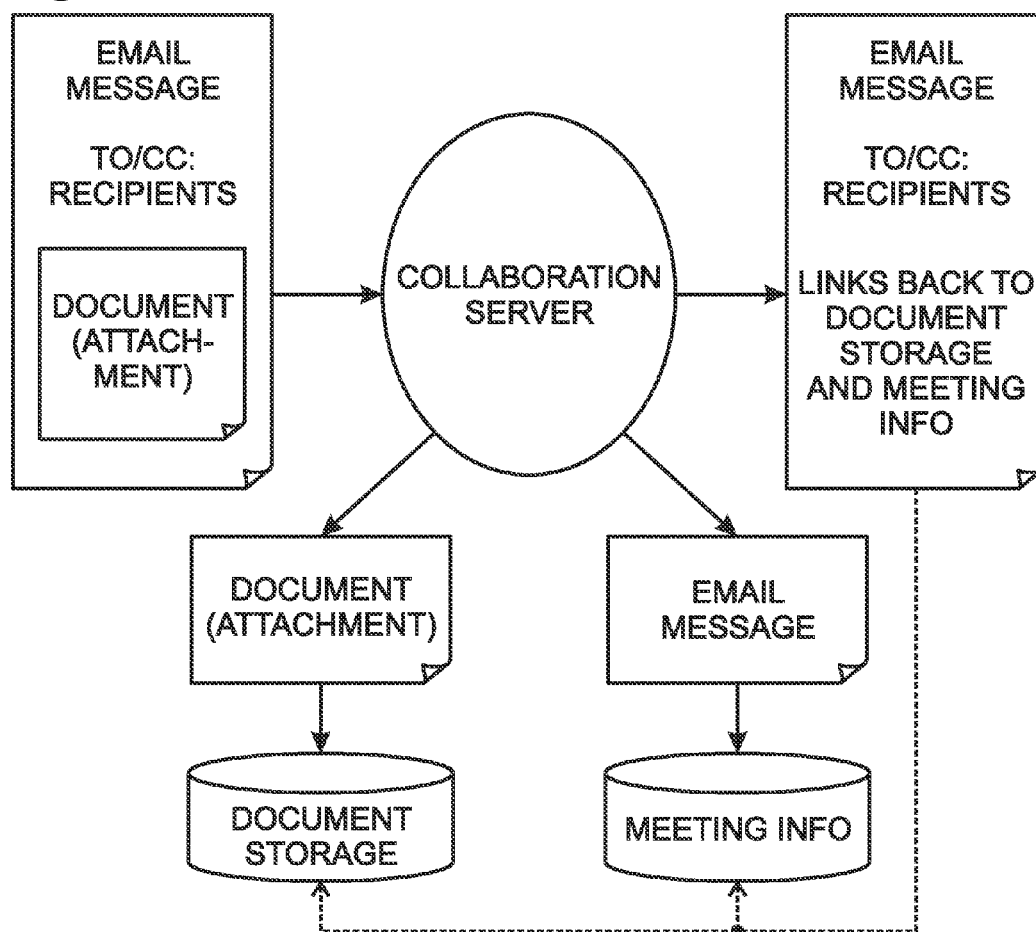 EMAIL
MESSAGE
TO/CC:
RECIPIENTS
DOCUMENT
(ATTACH-
MENT)
COLLABORATION
SERVER
EMAIL
MESSAGE
TO/CC:
RECIPIENTS
LINKS BACK TO
DOCUMENT
STORAGE
AND MEETING
INFO
DOCUMENT
(ATTACHMENT)
EMAIL
MESSAGE
DOCUMENT
STORAGE
MEETING INFO